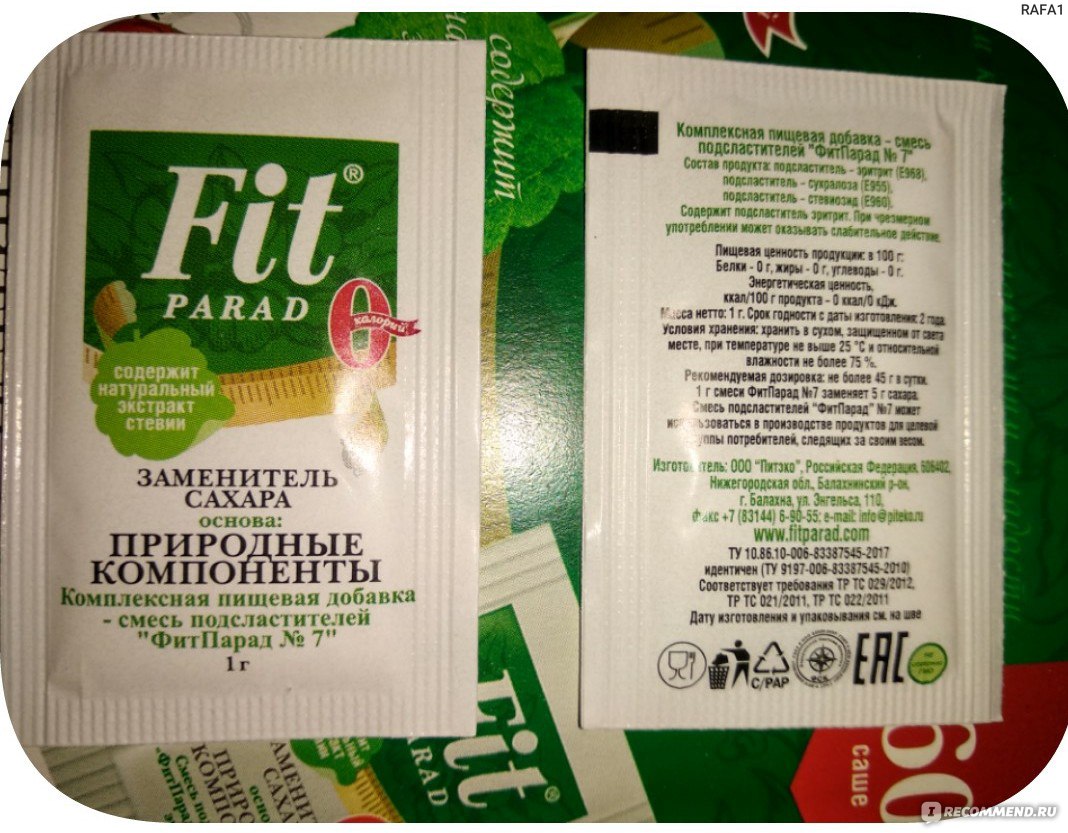 RAFA1
Fit®
PARAD
0
калорий
содержит
натуральный
экстракт
стевии
ЗАМЕНИТЕЛЬ
САХАРА
основа:
ПРИРОДНЫЕ
КОМПОНЕНТЫ
Комплексная пищевая добавка
- смесь подсластителей
"ФитПарад № 7"
1 г
содержит
Комплексная пищевая добавка - смесь
подсластителей "ФитПарад № 7"
Состав продукта: подсластитель - эритрит (E968),
подсластитель - сукралоза (E955),
подсластитель - стевиозид (E960).
Содержит подсластитель эритрит. При чрезмерном
употреблении может оказывать слабительное действие.
Пищевая ценность продукции: в 100 г:
Белки - 0 г, жиры - 0 г, углеводы - 0 г.
Энергетическая ценность,
ккал/100 г продукта - 0 ккал/0 кДж.
Масса нетто: 1 г. Срок годности с даты изготовления: 2 года.
Условия хранения: хранить в сухом, защищенном от света
месте, при температуре не выше 25 °C и относительной
влажности не более 75 %.
Рекомендуемая дозировка: не более 45 г в сутки.
1 г смеси ФитПарад №7 заменяет 5 г сахара.
Смесь подсластителей "ФитПарад" №7 может
использоваться в производстве продуктов для целевой
группы потребителей, следящих за своим весом.
Изготовитель: ООО "Питэко", Российская Федерация, 606402,
Нижегородская обл., Балахнинский р-он,
г. Балахна, ул. Энгельса, 110,
факс +7 (83144) 6-90-55; e-mail: info@piteko.ru
www.fitparad.com
ТУ 10.86.10-006-83387545-2017
идентичен (ТУ 9197-006-83387545-2010)
Соответствует требования ТР ТС 029/2012,
ТР ТС 021/2011, ТР ТС 022/2011
Дату изготовления и упаковывания см. на шве
C/PAP
ФСК
EAC
60
саше
Fit®
PARAD
ПРИРО
КОМПО
Смесь по
IRECOMMEND.RU